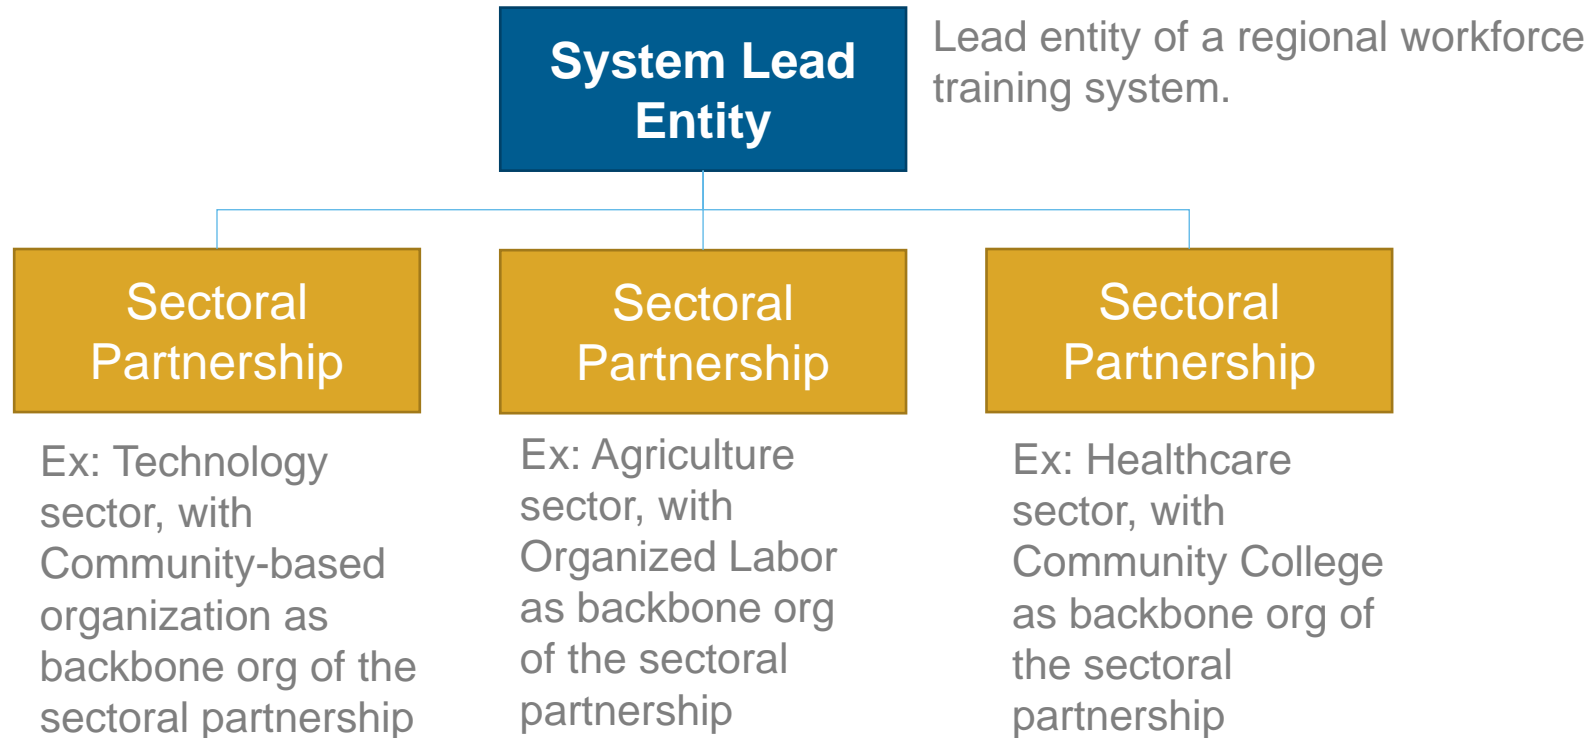 System Lead
Entity
Lead entity of a regional workforce
training system.
Sectoral
Partnership
Sectoral
Partnership
Sectoral
Partnership
Ex: Technology
sector, with
Community-based
organization as
backbone org of the
sectoral partnership
Ex: Agriculture
sector, with
Organized Labor
as backbone org
of the sectoral
partnership
Ex: Healthcare
sector, with
Community College
as backbone org of
the sectoral
partnership